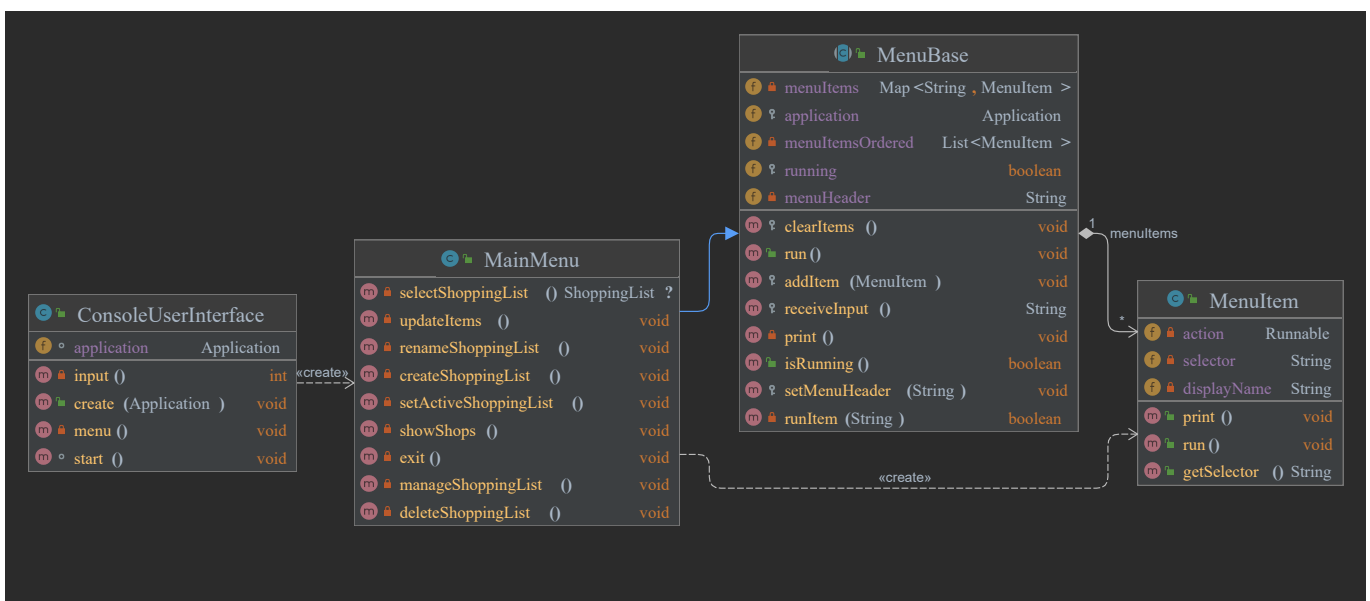 ConsoleUserInterface
application Application
input () int
create (Application ) void
menu () void
start () void
«create»
MainMenu
selectShoppingList () ShoppingList ?
updateItems () void
renameShoppingList () void
createShoppingList () void
setActiveShoppingList () void
showShops () void
exit () void
manageShoppingList () void
deleteShoppingList () void
MenuBase
menuItems Map <String , MenuItem >
application Application
menuItemsOrdered List<MenuItem >
running boolean
menuHeader String
clearItems () void
run () void
addItem (MenuItem ) void
receiveInput () String
print () void
isRunning () boolean
setMenuHeader (String ) void
runItem (String ) boolean
1
menuItems
*
«create»
MenuItem
action Runnable
selector String
displayName String
print () void
run () void
getSelector () String